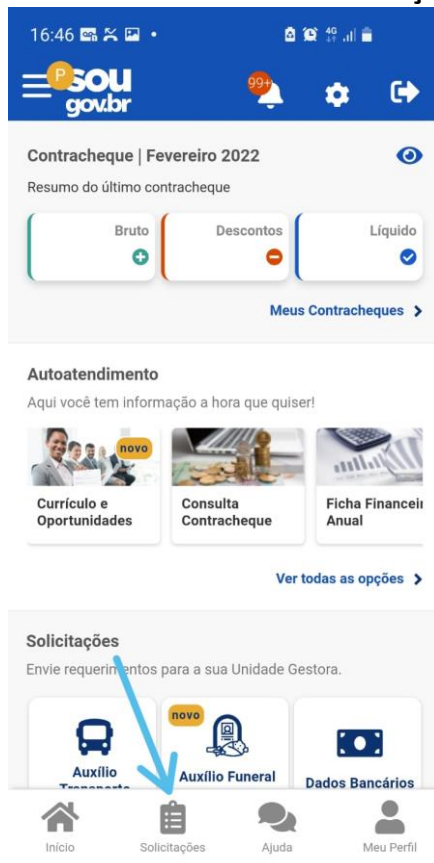 16:46
4G
P
sou
gov.br
99+
Contracheque | Fevereiro 2022
Resumo do último contracheque
Bruto
Descontos
Líquido
Meus Contracheques
Autoatendimento
Aqui você tem informação a hora que quiser!
novo
Currículo e
Oportunidades
Consulta
Contracheque
Ficha Financeir
Anual
Ver todas as opções
Solicitações
Envie requerimentos para a sua Unidade Gestora.
novo
Auxílio
Transporte
Auxílio Funeral
Dados Bancários
Início
Solicitações
Ajuda
Meu Perfil